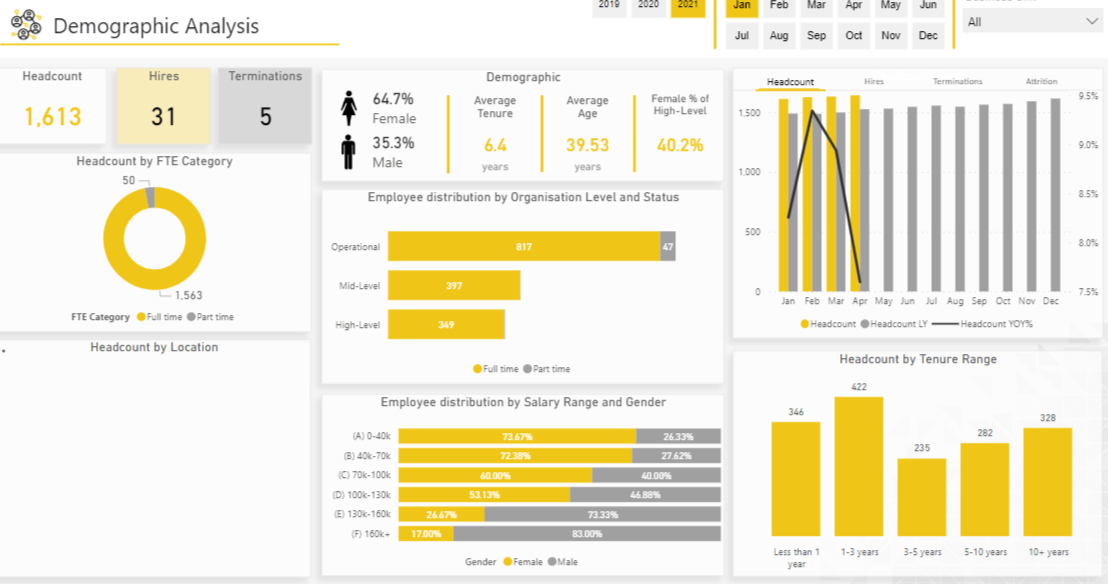 Demographic Analysis
2019 2020 2021
Jan Feb Mar Apr May Jun
Jul Aug Sep Oct Nov Dec
All
Headcount
1,613
Hires
31
Terminations
5
Headcount by FTE Category
50
1,563
FTE Category Full time Part time
Headcount by Location
Demographic
64.7%
Female
35.3%
Male
Average
Tenure
6.4
years
Average
Age
39.53
years
Female % of
High-Level
40.2%
Employee distribution by Organisation Level and Status
Operational 817 47
Mid-Level 397
High-Level 349
Full time Part time
Employee distribution by Salary Range and Gender
(A) 0-40k 73.67% 26.33%
(B) 40k-70k 72.38% 27.62%
(C) 70k-100k 60.00% 40.00%
(D) 100k-130k 53.13% 46.88%
(E) 130k-160k 26.67% 73.33%
(F) 160k+ 17.00% 83.00%
Gender Female Male
Headcount Hires Terminations Attrition
1,500
1,000
500
0
9.5%
9.0%
8.5%
8.0%
7.5%
Jan Feb Mar Apr May Jun Jul Aug Sep Oct Nov Dec
Headcount Headcount LY Headcount YOY%
Headcount by Tenure Range
346 422 235 282 328
Less than 1
year
1-3 years 3-5 years 5-10 years 10+ years